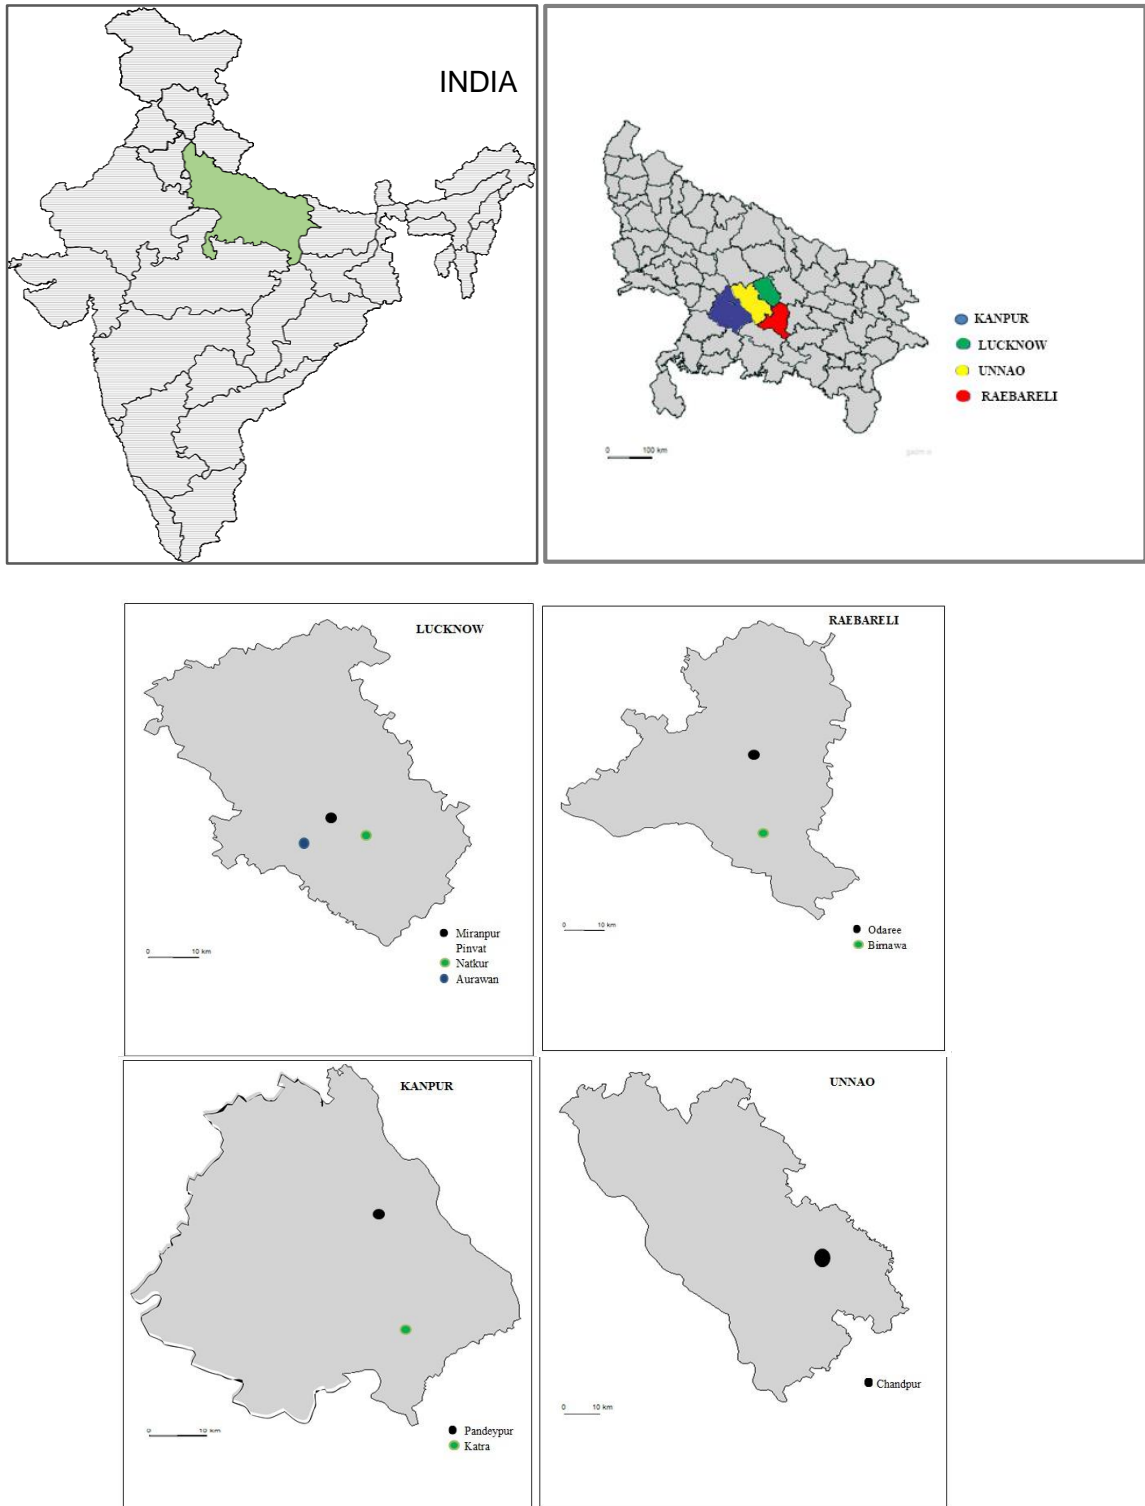 INDIA
KANPUR
LUCKNOW
UNNAO
RAEBARELI
0 100 km
LUCKNOW
Miranpur
Pinvat
Natkur
Aurawan
0 10 km
RAEBARELI
Odaree
Bimawa
0 10 km
KANPUR
Pandeypur
Katra
0 10 km
UNNAO
Chandpur
0 10 km